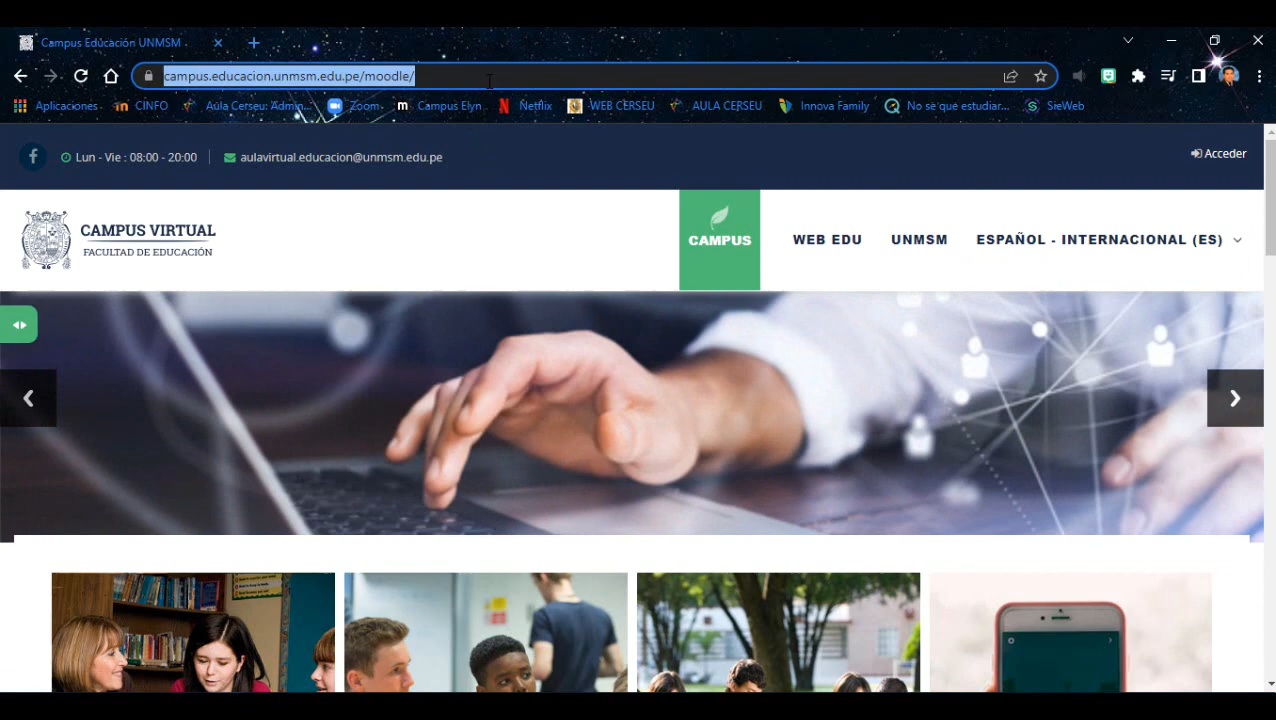 Campus Educación UNMSM
campus.educacion.unmsm.edu.pe/moodle/
Aplicaciones CINFO Aula Cerseu: Admin... Zoom Campus Elyn Netflix WEB CERSEU AULA CERSEU Innova Family No se que estudiar... SieWeb
Lun - Vie : 08:00 - 20:00 aulavirtual.educacion@unmsm.edu.pe Acceder
CAMPUS VIRTUAL
FACULTAD DE EDUCACIÓN
CAMPUS WEB EDU UNMSM ESPAÑOL - INTERNACIONAL (ES)